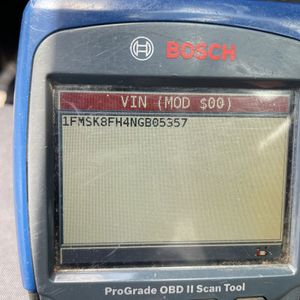 BOSCH
VIN (MOD $00)
1FMSK8FH4NGB05357
ProGrade OBD II Scan Tool